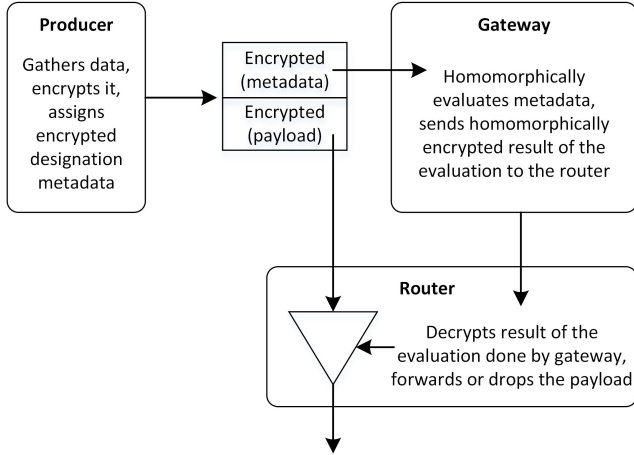 Producer
Gathers data,
encrypts it,
assigns
encrypted
designation
metadata
Encrypted
(metadata)
Encrypted
(payload)
Gateway
Homomorphically
evaluates metadata,
sends homomorphically
encrypted result of the
evaluation to the router
Router
Decrypts result of the
evaluation done by gateway,
forwards or drops the payload